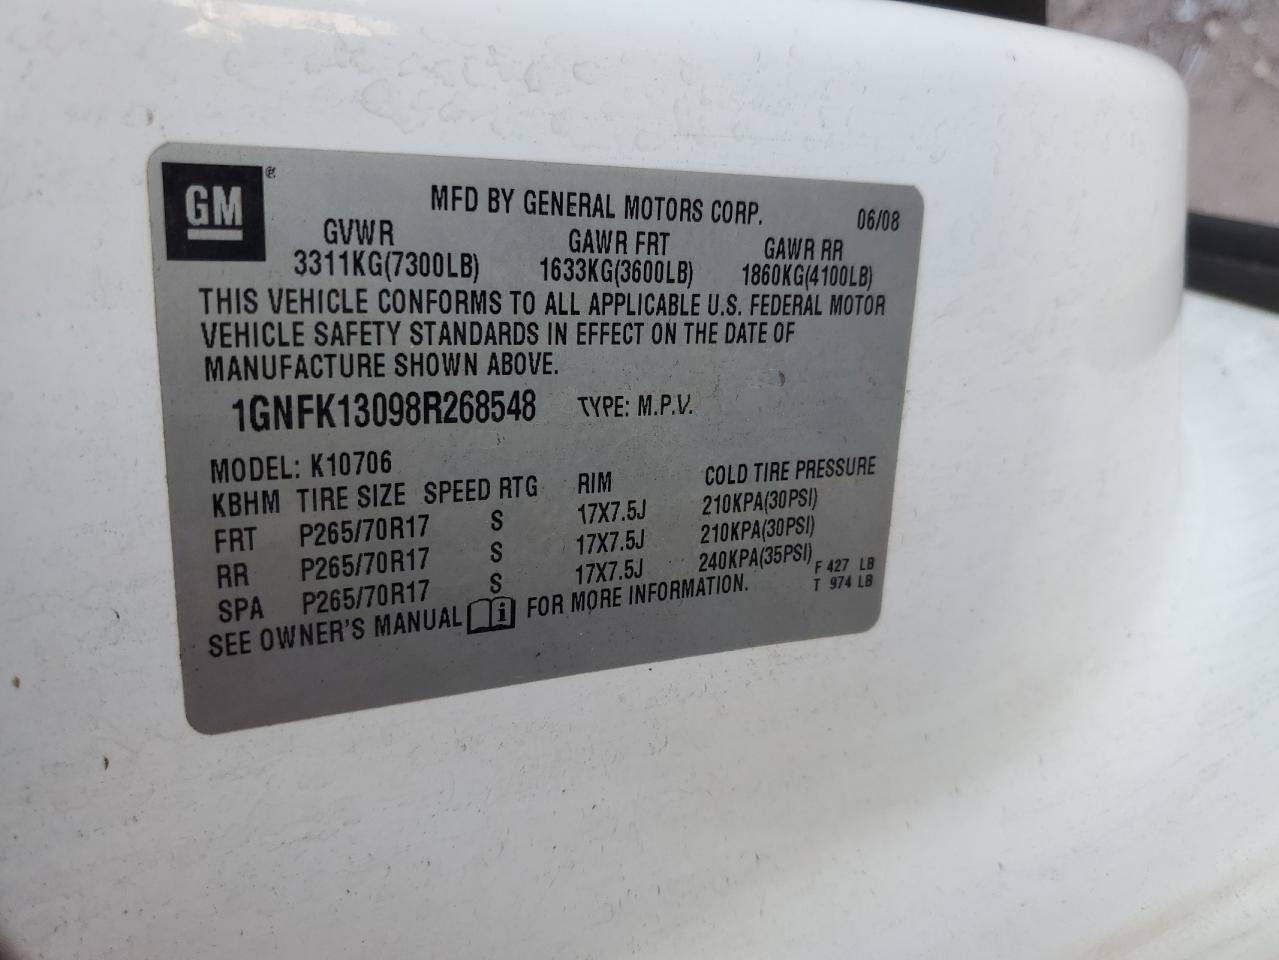 GM ®
MFD BY GENERAL MOTORS CORP. 06/08
GVWR GAWR FRT GAWR RR
3311KG(7300LB) 1633KG(3600LB) 1860KG(4100LB)
THIS VEHICLE CONFORMS TO ALL APPLICABLE U.S. FEDERAL MOTOR
VEHICLE SAFETY STANDARDS IN EFFECT ON THE DATE OF
MANUFACTURE SHOWN ABOVE.
1GNFK13098R268548 TYPE: M.P.V.
MODEL: K10706
KBHM TIRE SIZE SPEED RTG RIM COLD TIRE PRESSURE
FRT P265/70R17 S 17X7.5J 210KPA(30PSI)
RR P265/70R17 S 17X7.5J 210KPA(30PSI)
SPA P265/70R17 S 17X7.5J 240KPA(35PSI) F 427 LB
SEE OWNER'S MANUAL i FOR MORE INFORMATION. T 974 LB